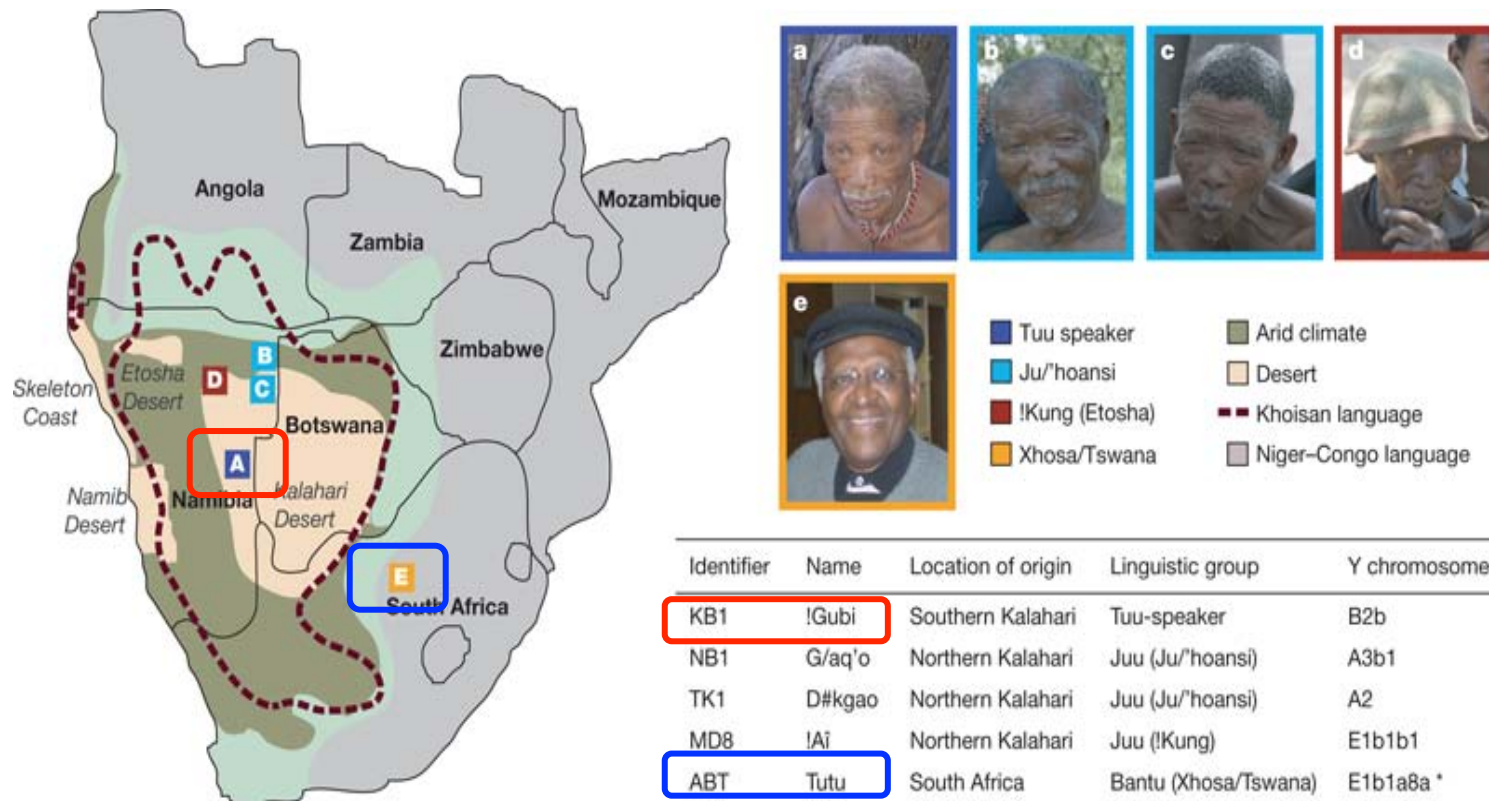 Angola
Zambia
Mozambique
Zimbabwe
Skeleton
Coast
Etosha
Desert
Botswana
Namibia
Namib
Desert
Kalahari
Desert
South Africa
A
B
C
D
E
a
b
c
d
e
Tuu speaker
Ju/'hoansi
!Kung (Etosha)
Xhosa/Tswana
Arid climate
Desert
Khoisan language
Niger–Congo language
Identifier Name Location of origin Linguistic group Y chromosome
KB1 !Gubi Southern Kalahari Tuu-speaker B2b
NB1 G/aq'o Northern Kalahari Juu (Ju/'hoansi) A3b1
TK1 D#kgao Northern Kalahari Juu (Ju/'hoansi) A2
MD8 !Aî Northern Kalahari Juu (!Kung) E1b1b1
ABT Tutu South Africa Bantu (Xhosa/Tswana) E1b1a8a *